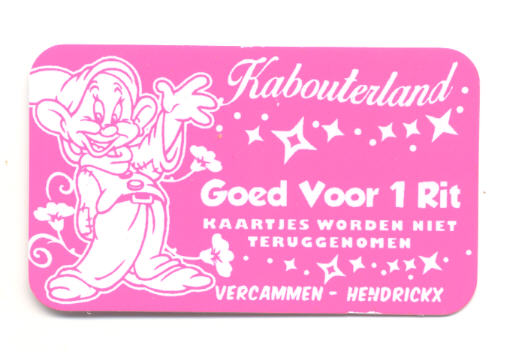 Kabouterland
Goed Voor 1 Rit
KAARTJES WORDEN NIET
TERUGGENOMEN
VERCAMMEN - HENDRICKX